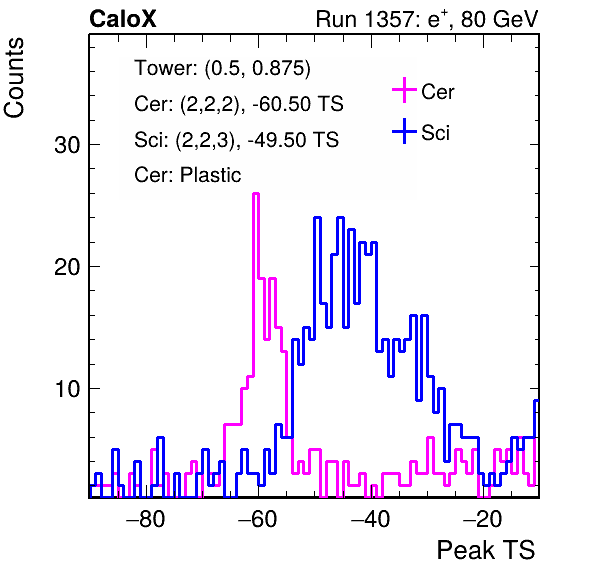 CaloX Run 1357: e⁺, 80 GeV
Counts
Tower: (0.5, 0.875)
Cer: (2,2,2), -60.50 TS
Sci: (2,2,3), -49.50 TS
Cer: Plastic
Cer
Sci
30
20
10
−80 −60 −40 −20
Peak TS